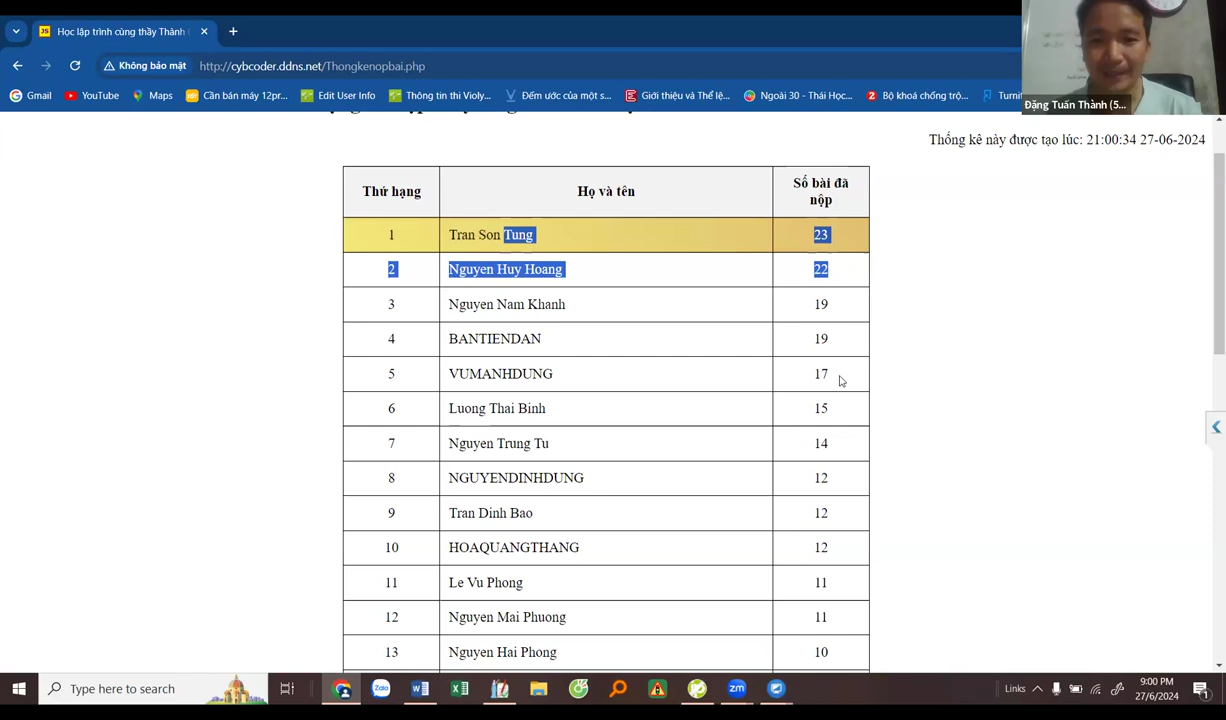 Học lập trình cùng thầy Thành
Không bảo mật
http://cybcoder.ddns.net/Thongkenopbai.php
Gmail
YouTube
Maps
Cần bán máy 12pr...
Edit User Info
Thông tin thi Violy...
Đếm ước của một s...
Giới thiệu và Thể lệ...
Ngoài 30 - Thái Học...
Bộ khoá chống trộ...
Turnit
Đặng Tuấn Thành (5...
Thống kê này được tạo lúc: 21:00:34 27-06-2024
Thứ hạng Họ và tên Số bài đã
nộp
1 Tran Son Tung 23
2 Nguyen Huy Hoang 22
3 Nguyen Nam Khanh 19
4 BANTIENDAN 19
5 VUMANHDUNG 17
6 Luong Thai Binh 15
7 Nguyen Trung Tu 14
8 NGUYENDINHDUNG 12
9 Tran Dinh Bao 12
10 HOAQUANGTHANG 12
11 Le Vu Phong 11
12 Nguyen Mai Phuong 11
13 Nguyen Hai Phong 10
Type here to search
Zalo
zm
Links
9:00 PM
27/6/2024